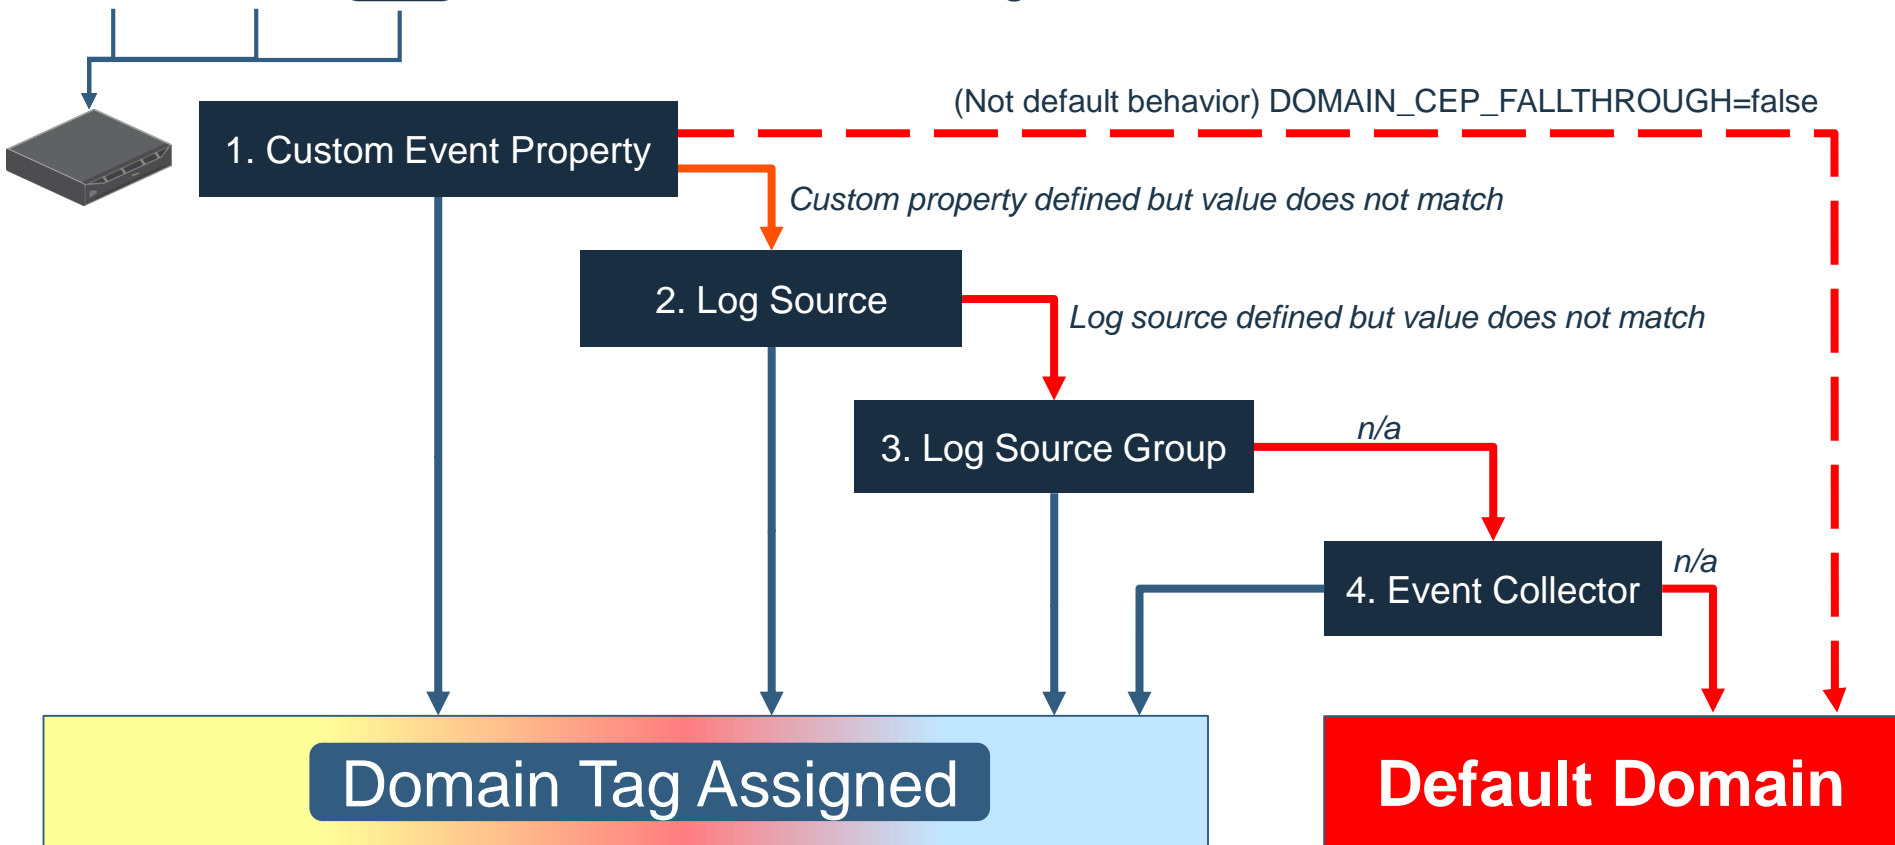 (Not default behavior) DOMAIN_CEP_FALLTHROUGH=false
1. Custom Event Property
Custom property defined but value does not match
2. Log Source
Log source defined but value does not match
3. Log Source Group
n/a
4. Event Collector
n/a
Domain Tag Assigned
Default Domain